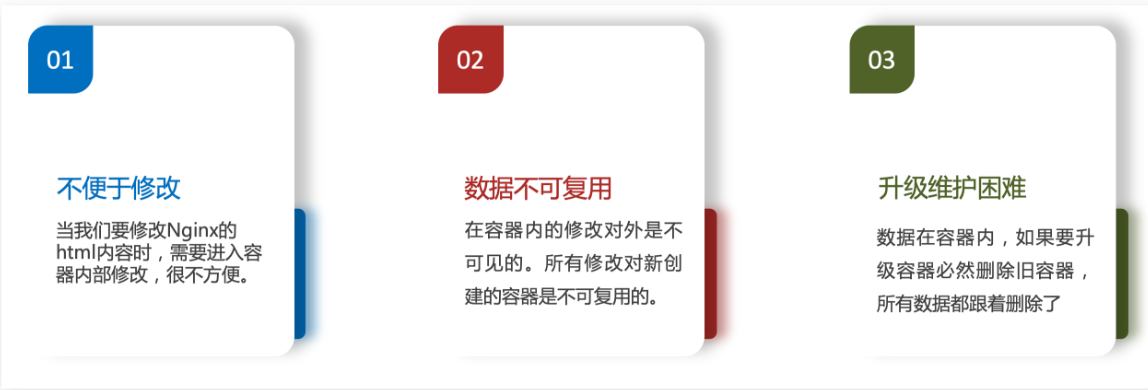 01
不便于修改
当我们要修改Nginx的
html内容时，需要进入容
器内部修改，很不方便。
02
数据不可复用
在容器内的修改对外是不
可见的。所有修改对新创
建的容器是不可复用的。
03
升级维护困难
数据在容器内，如果要升
级容器必然删除旧容器，
所有数据都跟着删除了